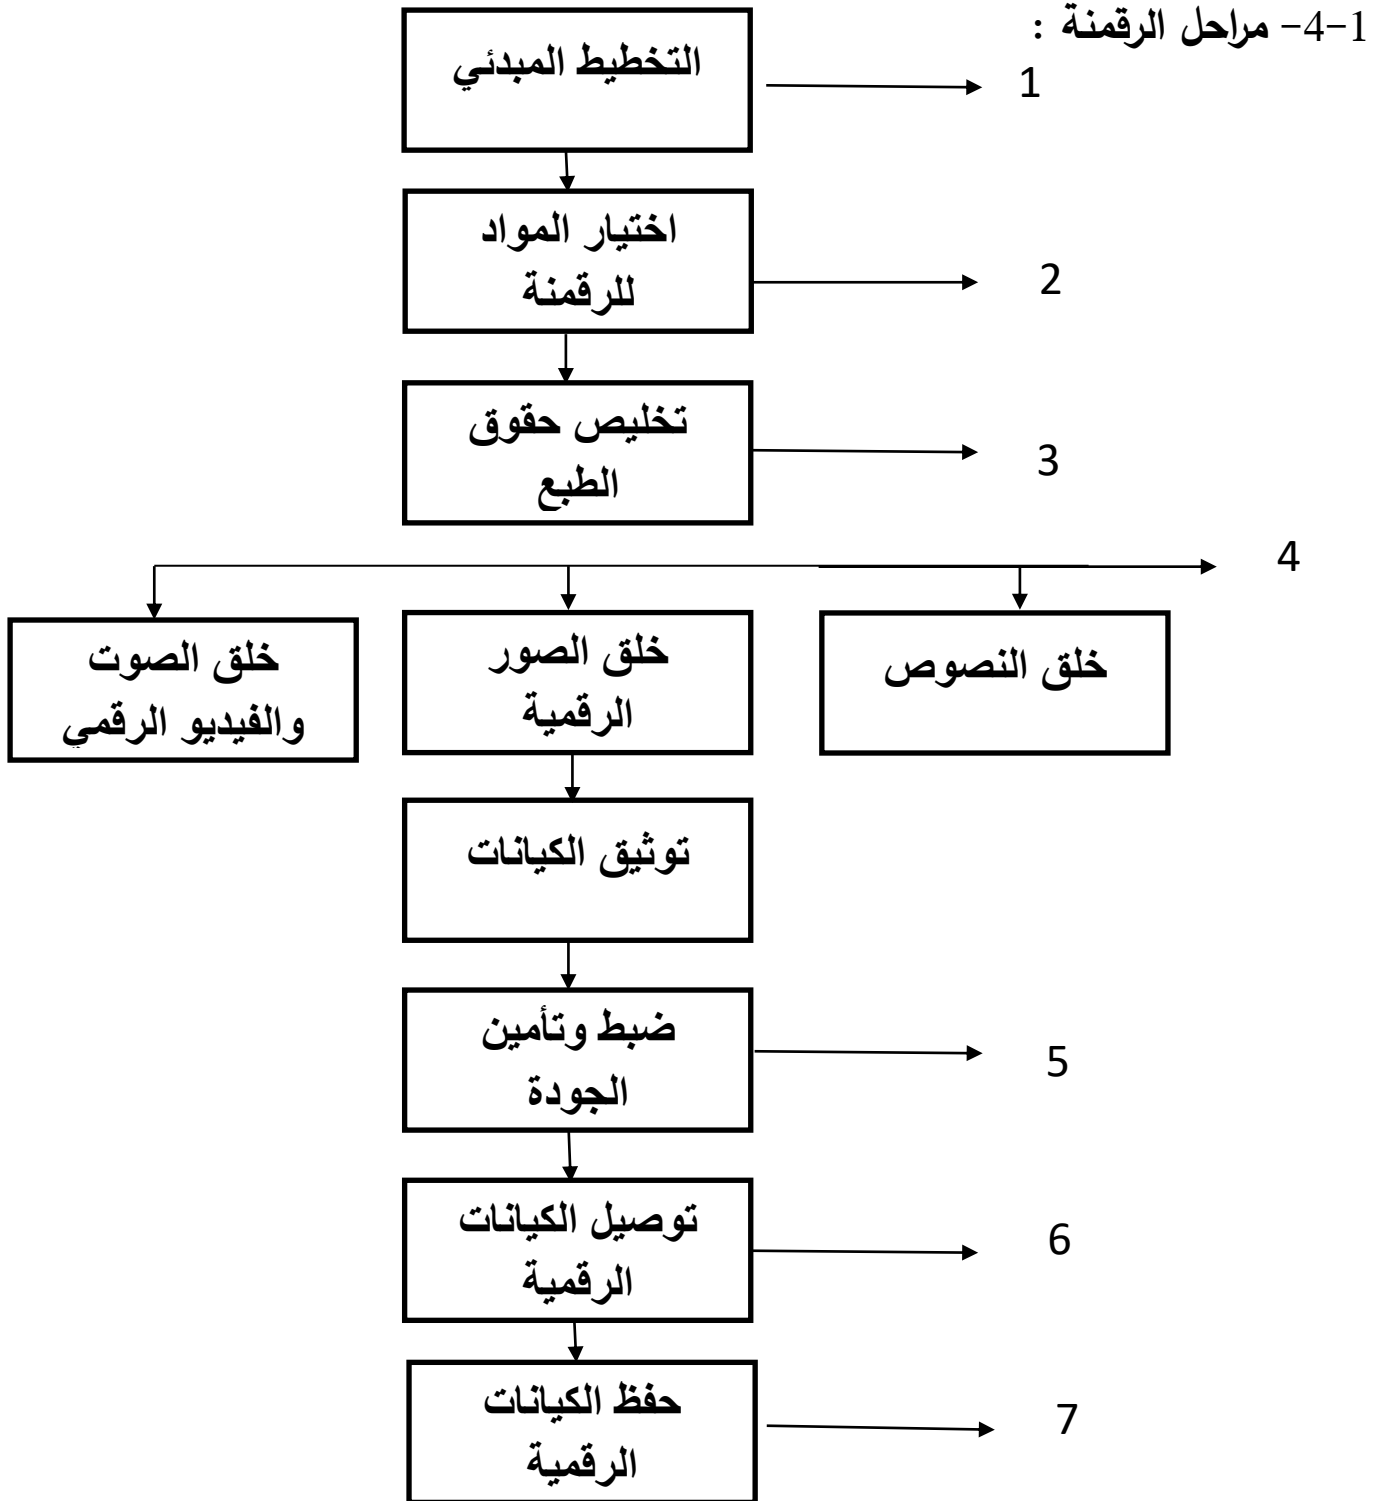 1-4- مراحل الرقمنة :
التخطيط المبدئي
1
اختيار المواد
للرقمنة
2
تخليص حقوق
الطبع
3
4
خلق النصوص
خلق الصور
الرقمية
خلق الصوت
والفيديو الرقمي
توثيق الكيانات
ضبط وتأمين
الجودة
5
توصيل الكيانات
الرقمية
6
حفظ الكيانات
الرقمية
7